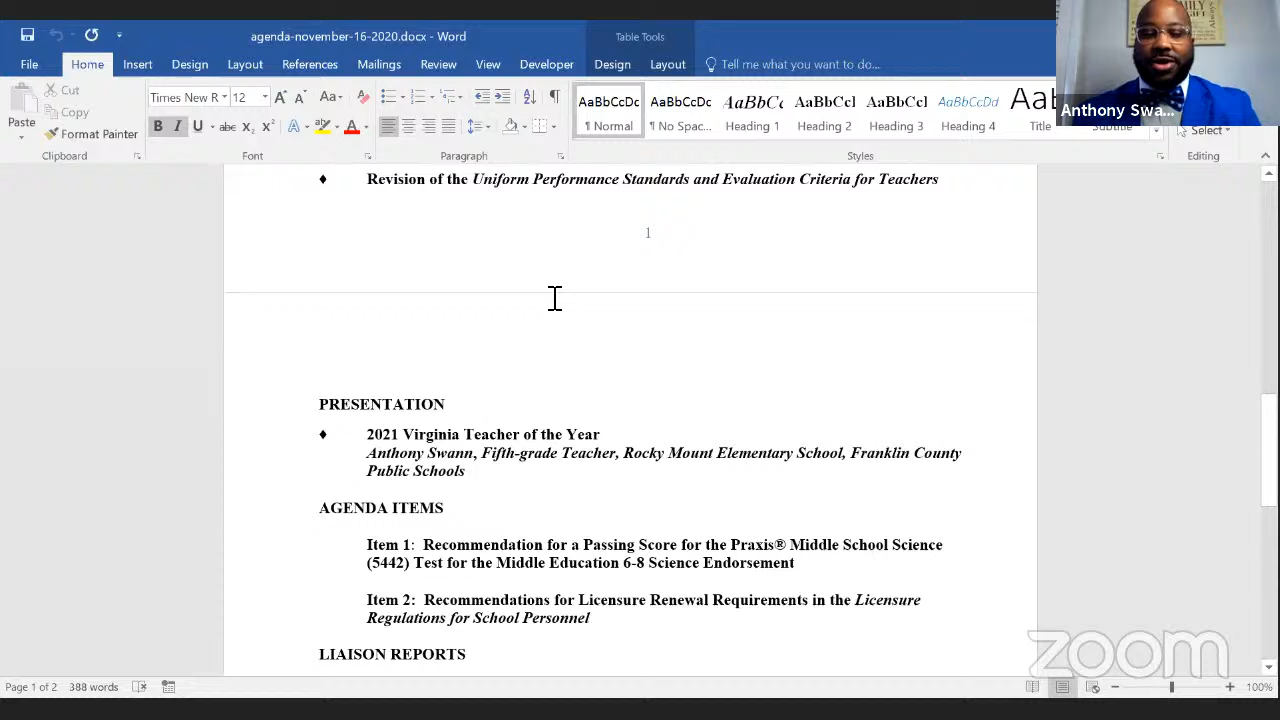 agenda-november-16-2020.docx - Word
Table Tools
File Home Insert Design Layout References Mailings Review View Developer Design Layout Tell me what you want to do...
Anthony Swa...
Paste
Cut
Copy
Format Painter
Times New R 12
AaBbCcDc AaBbCcDc AaBbCc AaBbCcI AaBbCcI AaBbCcDd AaB
¶ Normal ¶ No Spac... Heading 1 Heading 2 Heading 3 Heading 4 Title Subtitle
Select
Clipboard Font Paragraph Styles Editing
♦ Revision of the Uniform Performance Standards and Evaluation Criteria for Teachers
1
PRESENTATION
♦ 2021 Virginia Teacher of the Year
Anthony Swann, Fifth-grade Teacher, Rocky Mount Elementary School, Franklin County
Public Schools
AGENDA ITEMS
Item 1: Recommendation for a Passing Score for the Praxis® Middle School Science
(5442) Test for the Middle Education 6-8 Science Endorsement
Item 2: Recommendations for Licensure Renewal Requirements in the Licensure
Regulations for School Personnel
LIAISON REPORTS
zoom
Page 1 of 2 388 words
100%